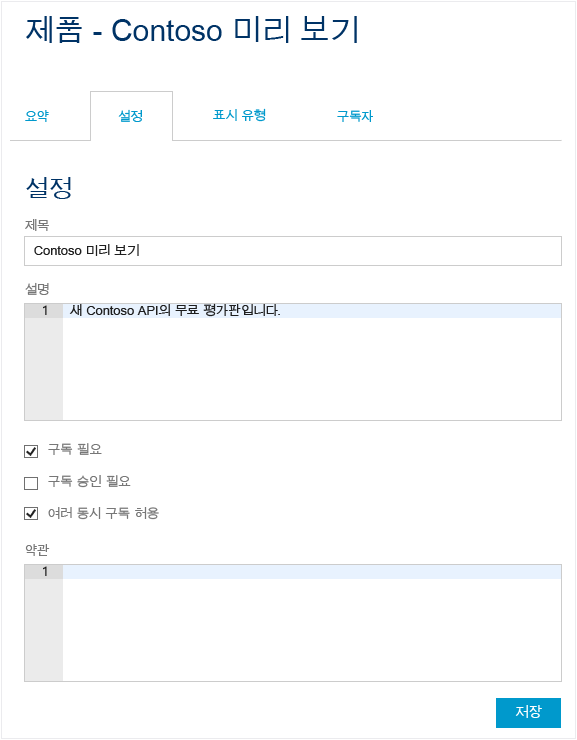 제품 - Contoso 미리 보기
요약 설정 표시 유형 구독자
설정
제목
Contoso 미리 보기
설명
1 새 Contoso API의 무료 평가판입니다.
구독 필요
구독 승인 필요
여러 동시 구독 허용
약관
1
저장